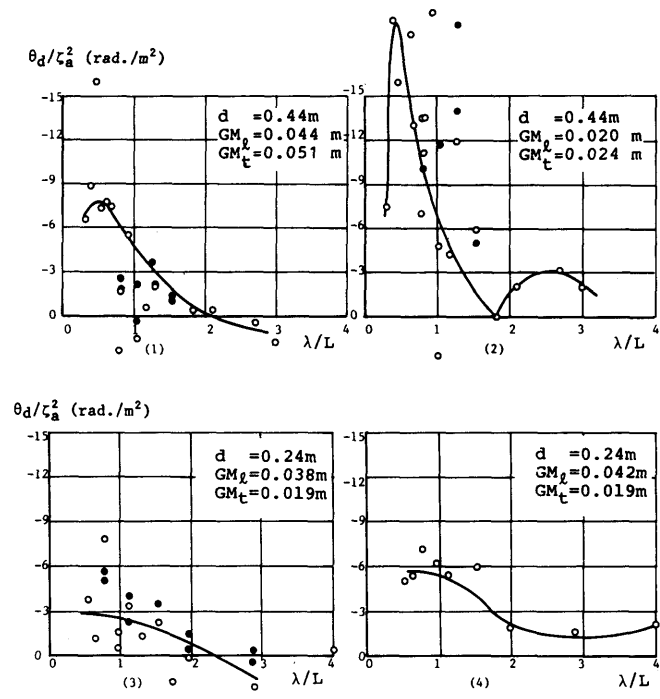 θd/ζa² (rad./m²)
-15
-12
-9
-6
-3
0
d =0.44m
GMℓ=0.044 m
GMt=0.051 m
0 1 2 3 4
(1)
λ/L
-15
-12
-9
-6
-3
0
d =0.44m
GMℓ=0.020 m
GMt=0.024 m
0 1 2 3 4
(2)
λ/L
θd/ζa² (rad./m²)
-15
-12
-9
-6
-3
0
d =0.24m
GMℓ=0.038m
GMt=0.019m
0 1 2 3 4
(3)
λ/L
-15
-12
-9
-6
-3
0
d =0.24m
GMℓ=0.042m
GMt=0.019m
0 1 2 3 4
(4)
λ/L